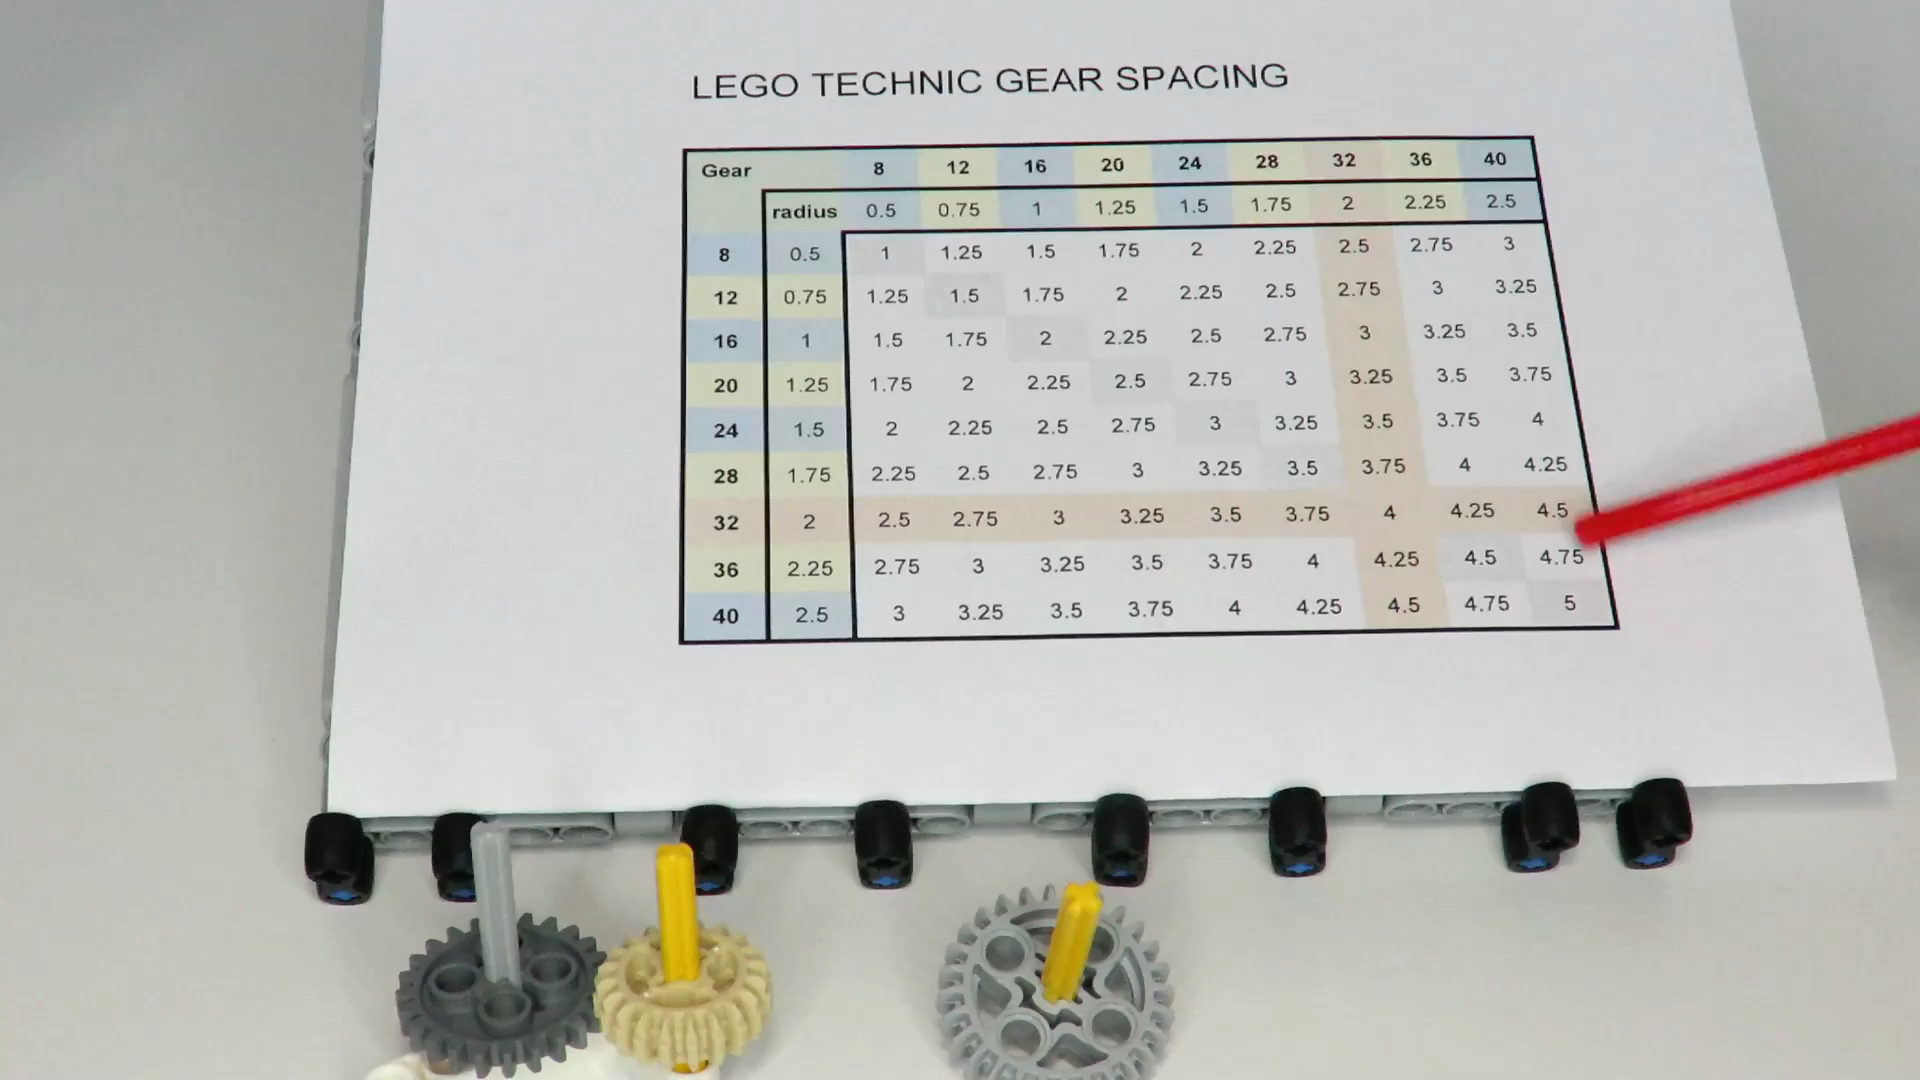 LEGO TECHNIC GEAR SPACING
Gear 8 12 16 20 24 28 32 36 40
radius 0.5 0.75 1 1.25 1.5 1.75 2 2.25 2.5
8 0.5 1 1.25 1.5 1.75 2 2.25 2.5 2.75 3
12 0.75 1.25 1.5 1.75 2 2.25 2.5 2.75 3 3.25
16 1 1.5 1.75 2 2.25 2.5 2.75 3 3.25 3.5
20 1.25 1.75 2 2.25 2.5 2.75 3 3.25 3.5 3.75
24 1.5 2 2.25 2.5 2.75 3 3.25 3.5 3.75 4
28 1.75 2.25 2.5 2.75 3 3.25 3.5 3.75 4 4.25
32 2 2.5 2.75 3 3.25 3.5 3.75 4 4.25 4.5
36 2.25 2.75 3 3.25 3.5 3.75 4 4.25 4.5 4.75
40 2.5 3 3.25 3.5 3.75 4 4.25 4.5 4.75 5